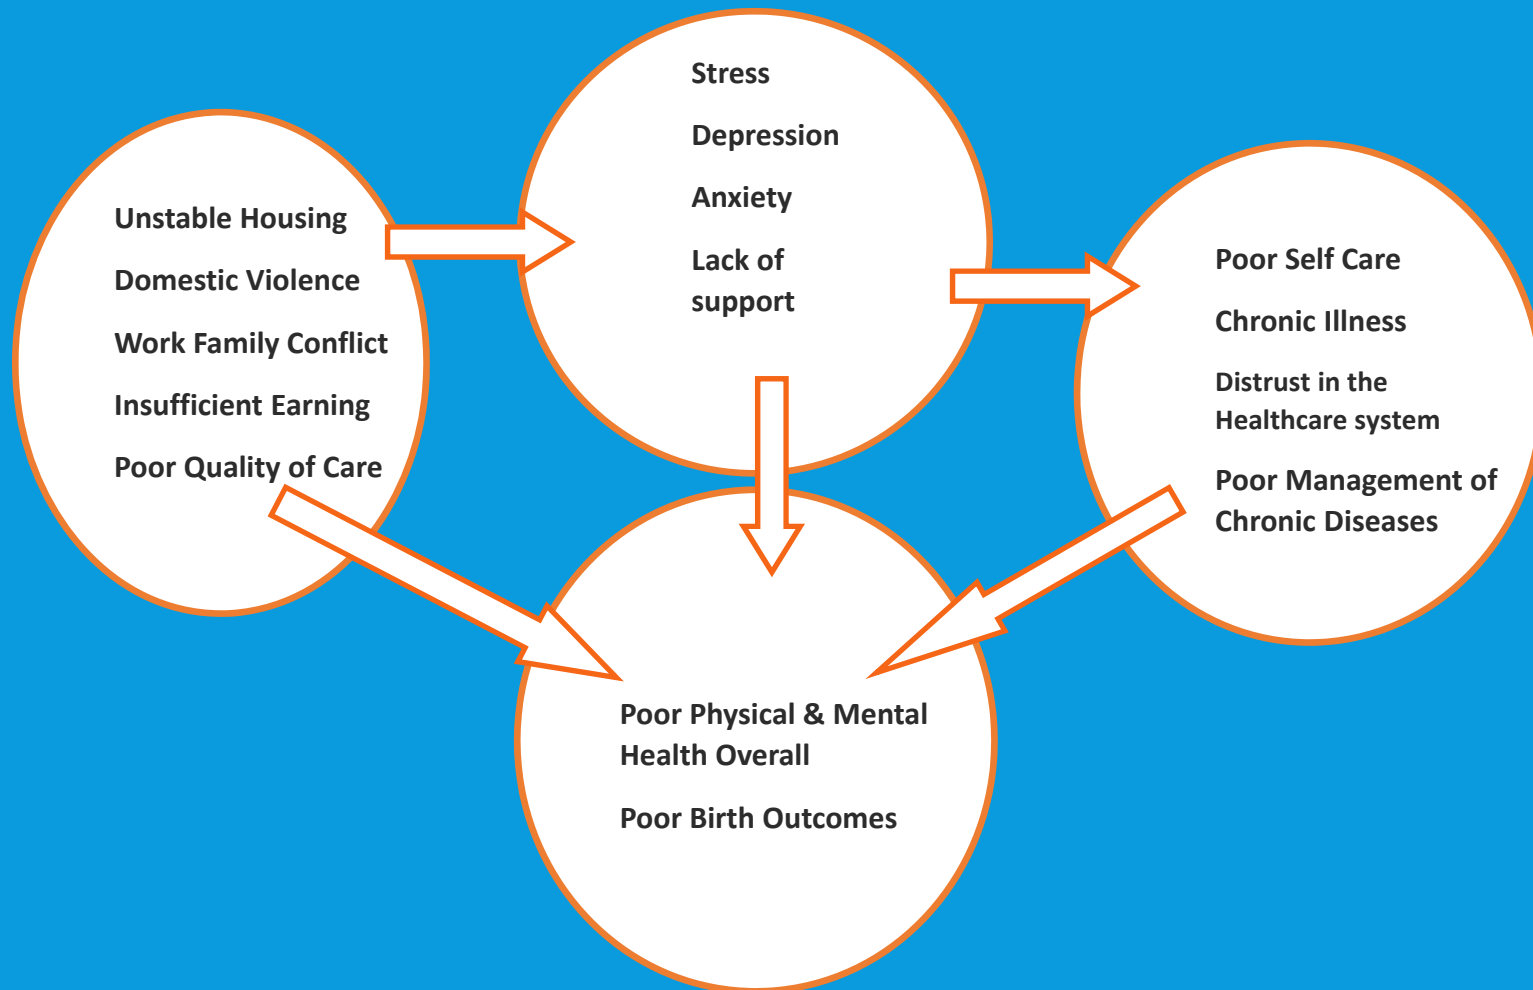 Unstable Housing
Domestic Violence
Work Family Conflict
Insufficient Earning
Poor Quality of Care
Stress
Depression
Anxiety
Lack of
support
Poor Self Care
Chronic Illness
Distrust in the
Healthcare system
Poor Management of
Chronic Diseases
Poor Physical & Mental
Health Overall
Poor Birth Outcomes